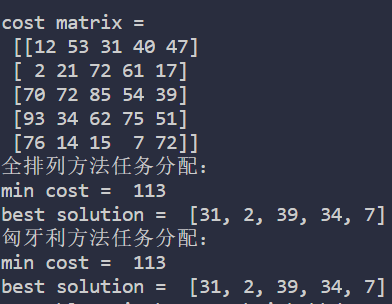 cost matrix =
[[12 53 31 40 47]
[ 2 21 72 61 17]
[70 72 85 54 39]
[93 34 62 75 51]
[76 14 15  7 72]]
全排列方法任务分配：
min cost =  113
best solution =  [31, 2, 39, 34, 7]
匈牙利方法任务分配：
min cost =  113
best solution =  [31, 2, 39, 34, 7]